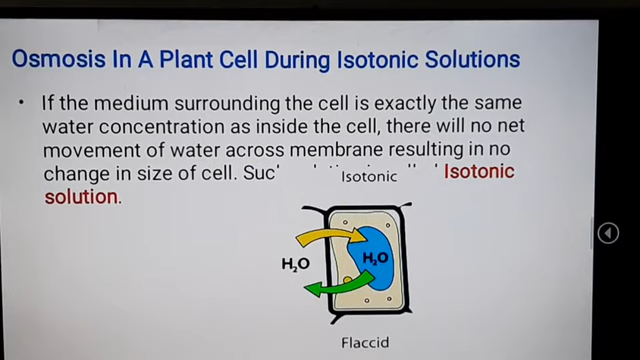 Osmosis In A Plant Cell During Isotonic Solutions
• If the medium surrounding the cell is exactly the same
water concentration as inside the cell, there will no net
movement of water across membrane resulting in no
change in size of cell. Isotonic
solution.
Isotonic
H₂O
H₂O
Flaccid